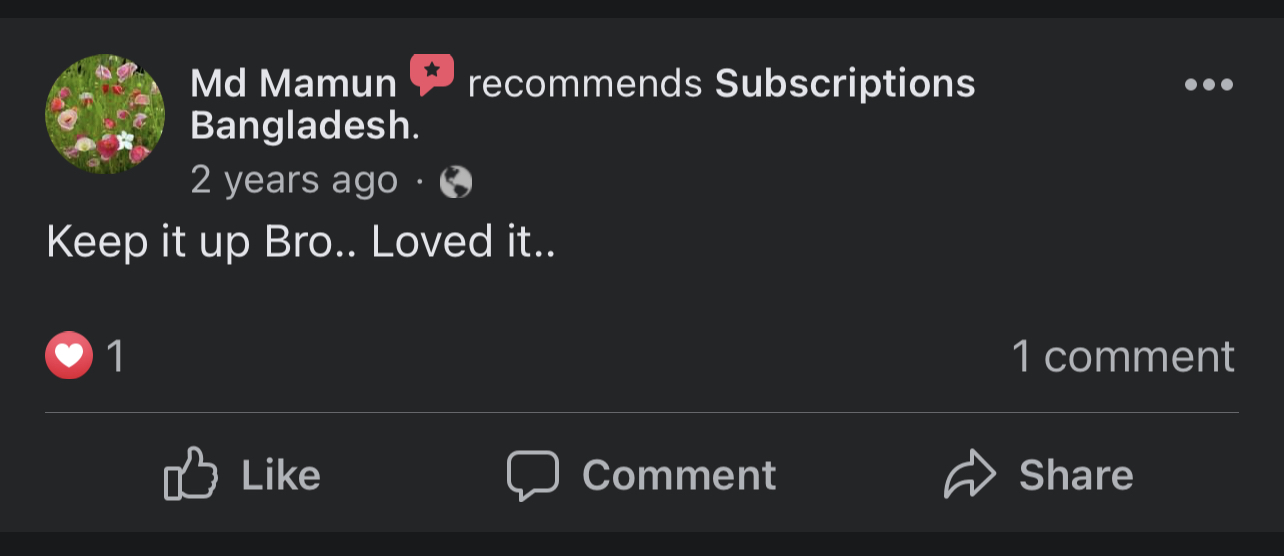 Md Mamun recommends Subscriptions
Bangladesh.
2 years ago ·
Keep it up Bro.. Loved it..
1
1 comment
Like
Comment
Share